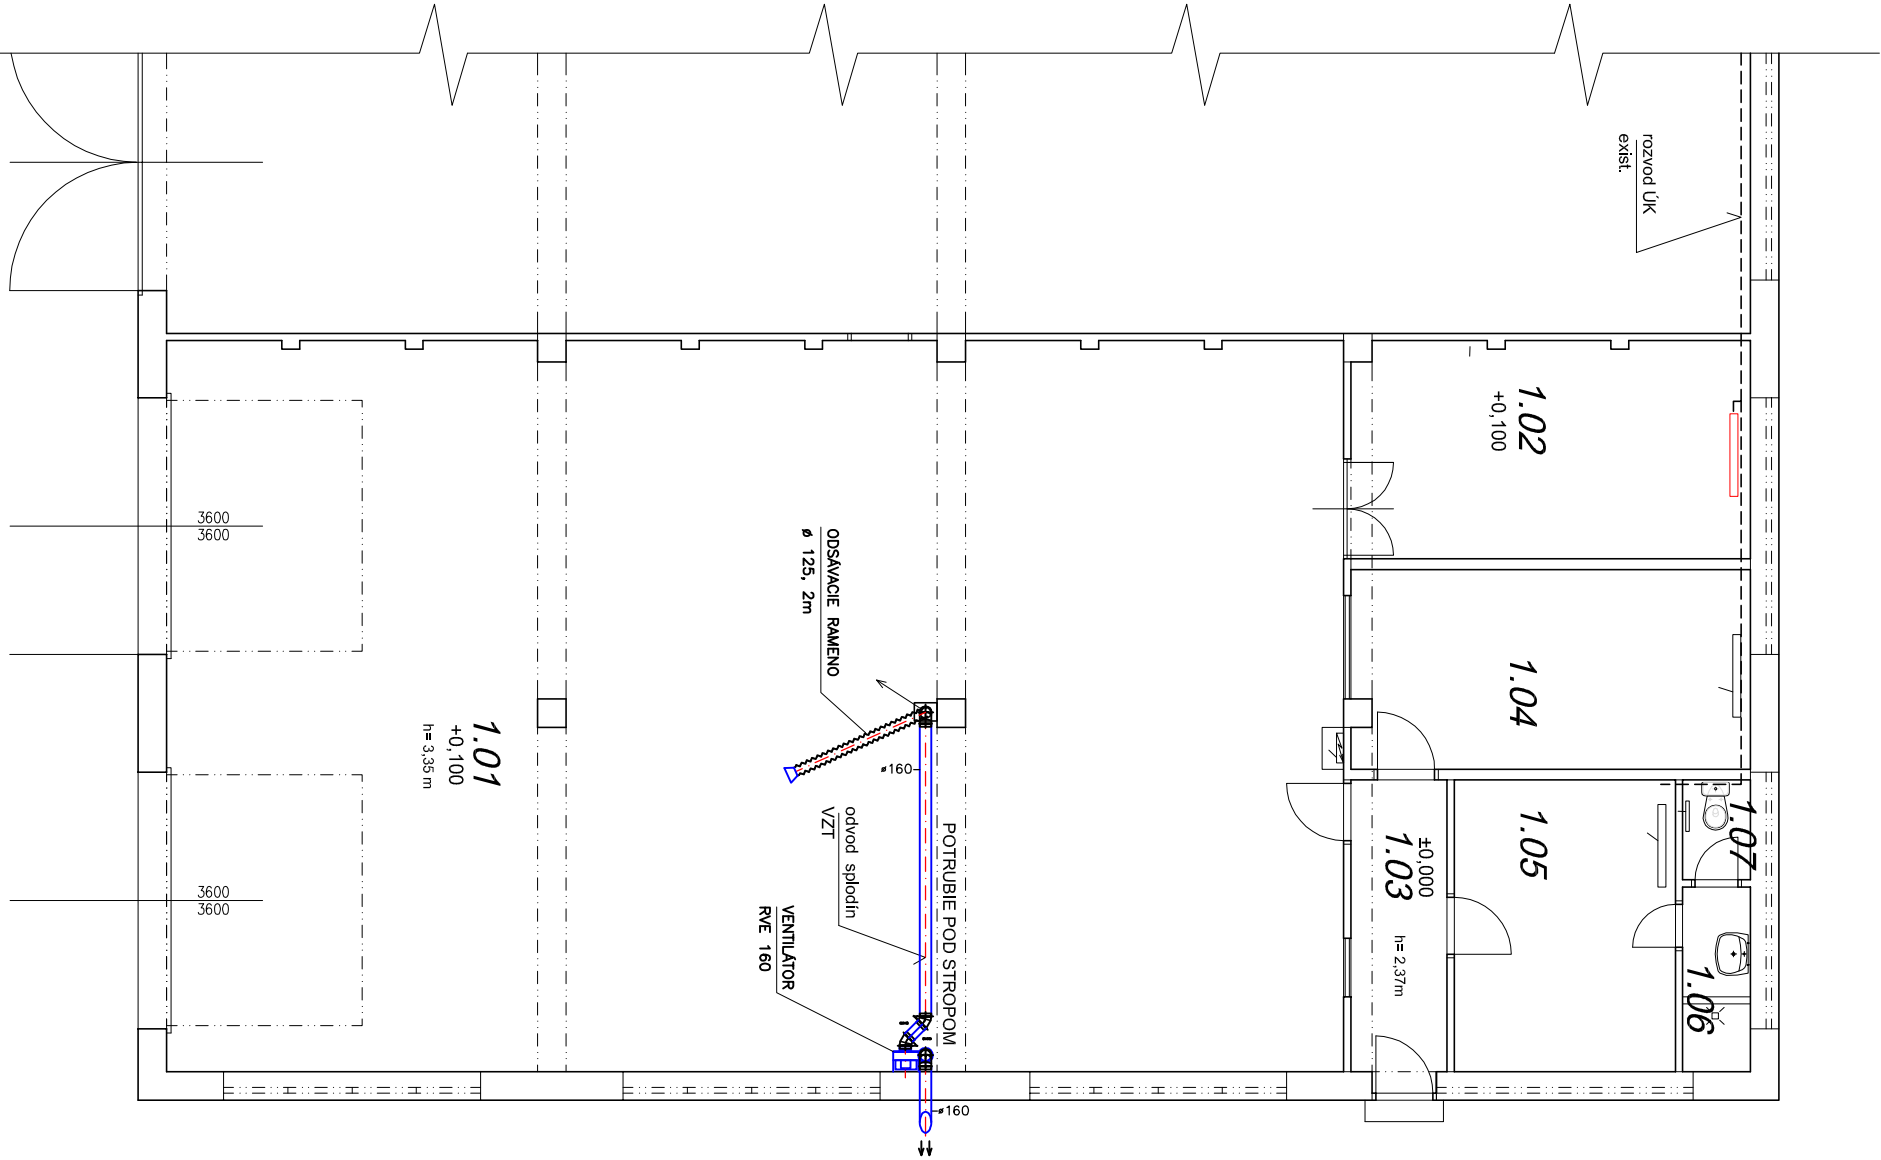 rozvod ÚK
exist.
1.02
+0,100
1.04
1.05
1.07
1.06
±0,000
1.03
h= 2,37m
ODSÁVACIE RAMENO
ø 125, 2m
3600
3600
1.01
+0,100
h= 3,35 m
ø160
odvod splodín
VZT
POTRUBIE POD STROPOM
VENTILÁTOR
RVE 160
3600
3600
ø160